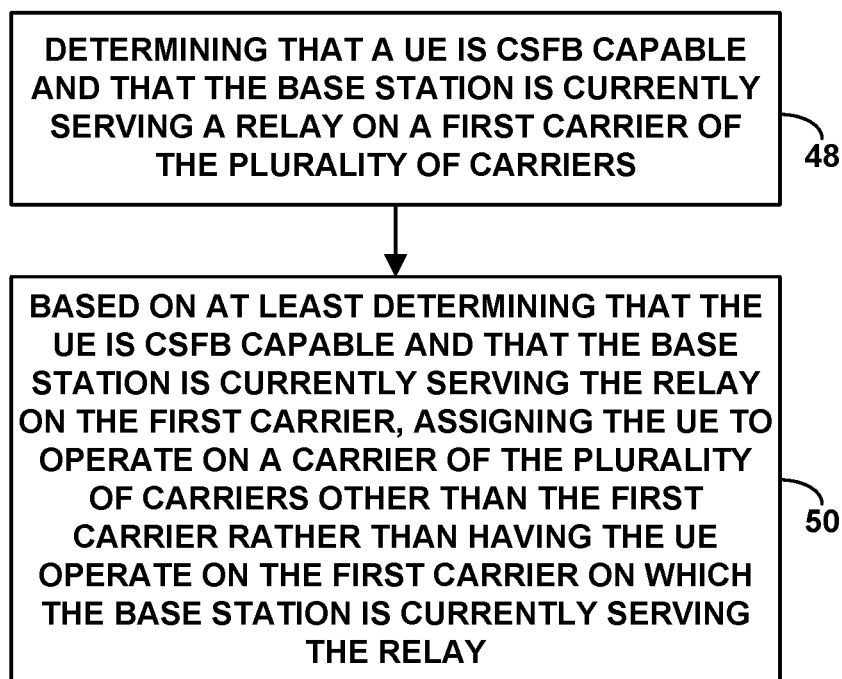 DETERMINING THAT A UE IS CSFB CAPABLE
AND THAT THE BASE STATION IS CURRENTLY
SERVING A RELAY ON A FIRST CARRIER OF
THE PLURALITY OF CARRIERS
48
BASED ON AT LEAST DETERMINING THAT THE
UE IS CSFB CAPABLE AND THAT THE BASE
STATION IS CURRENTLY SERVING THE RELAY
ON THE FIRST CARRIER, ASSIGNING THE UE TO
OPERATE ON A CARRIER OF THE PLURALITY
OF CARRIERS OTHER THAN THE FIRST
CARRIER RATHER THAN HAVING THE UE
OPERATE ON THE FIRST CARRIER ON WHICH
THE BASE STATION IS CURRENTLY SERVING
THE RELAY
50